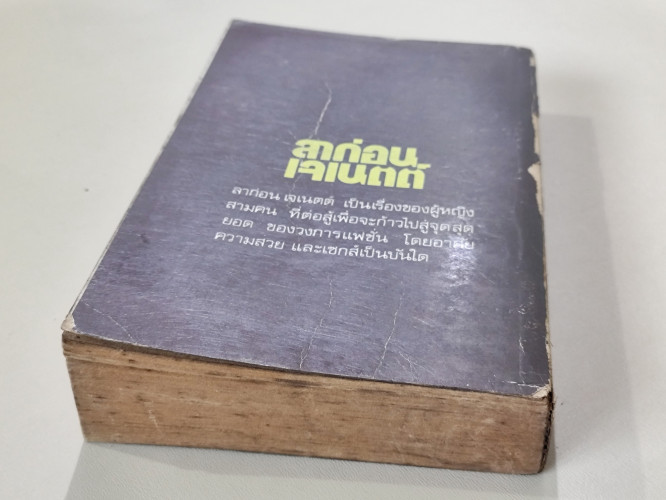 ลาก่อน
เจเนตต์
ลาก่อน เจเนตต์ เป็นเรื่องของผู้หญิง
สามคน ที่ต่อสู้เพื่อจะก้าวไปสู่จุดสุด
ยอด ของวงการแฟชั่น โดยอาศัย
ความสวย และเซกส์เป็นบันได